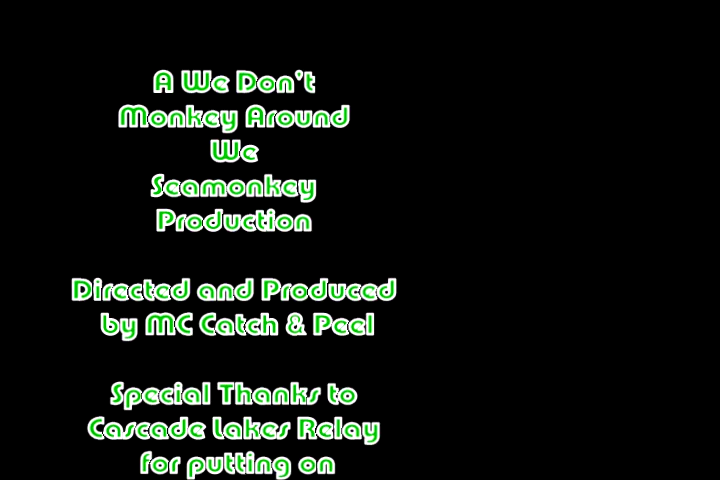 A We Don't
Monkey Around
We
Seamonkey
Production
Directed and Produced
by MC Catch & Peel
Special Thanks to
Cascade Lakes Relay
for putting on